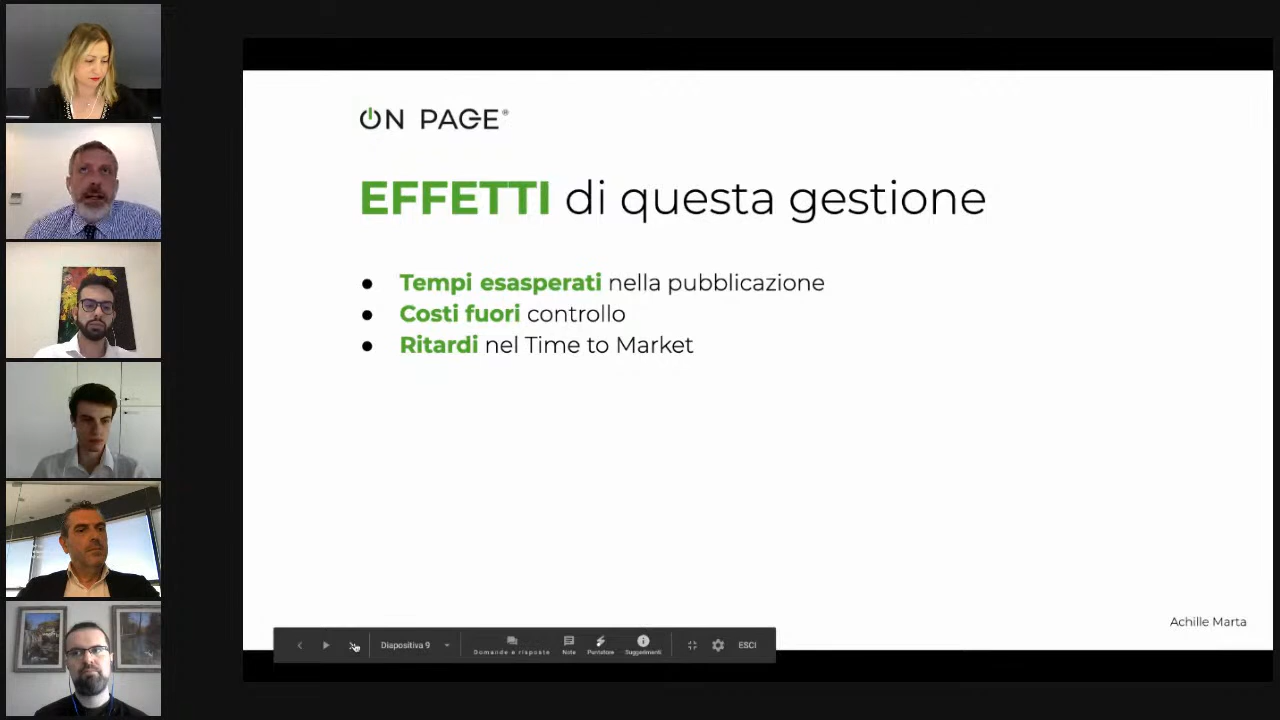 ON PAGE®
EFFETTI di questa gestione
● Tempi esasperati nella pubblicazione
● Costi fuori controllo
● Ritardi nel Time to Market
Achille Marta
Diapositiva 9
Domande e risposte
Note
Puntatore
Suggerimenti
ESCI